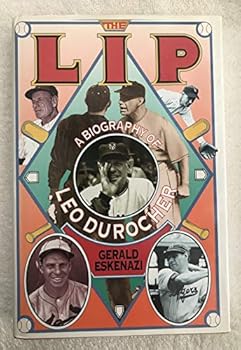 THE
LIP
A BIOGRAPHY OF
LEO DUROCHER
GERALD
ESKENAZI